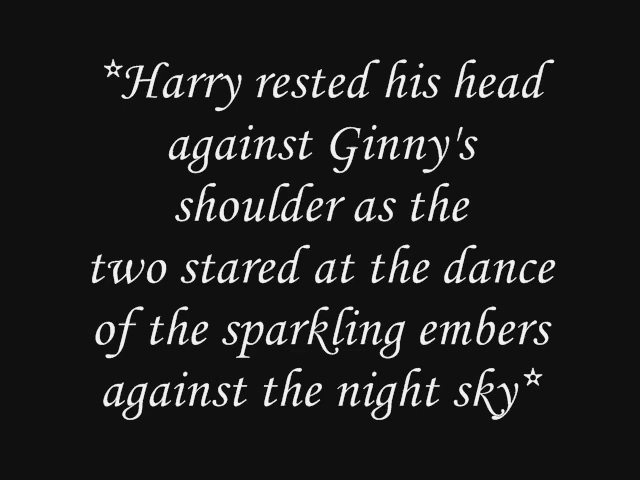 *Harry rested his head
against Ginny's
shoulder as the
two stared at the dance
of the sparkling embers
against the night sky*